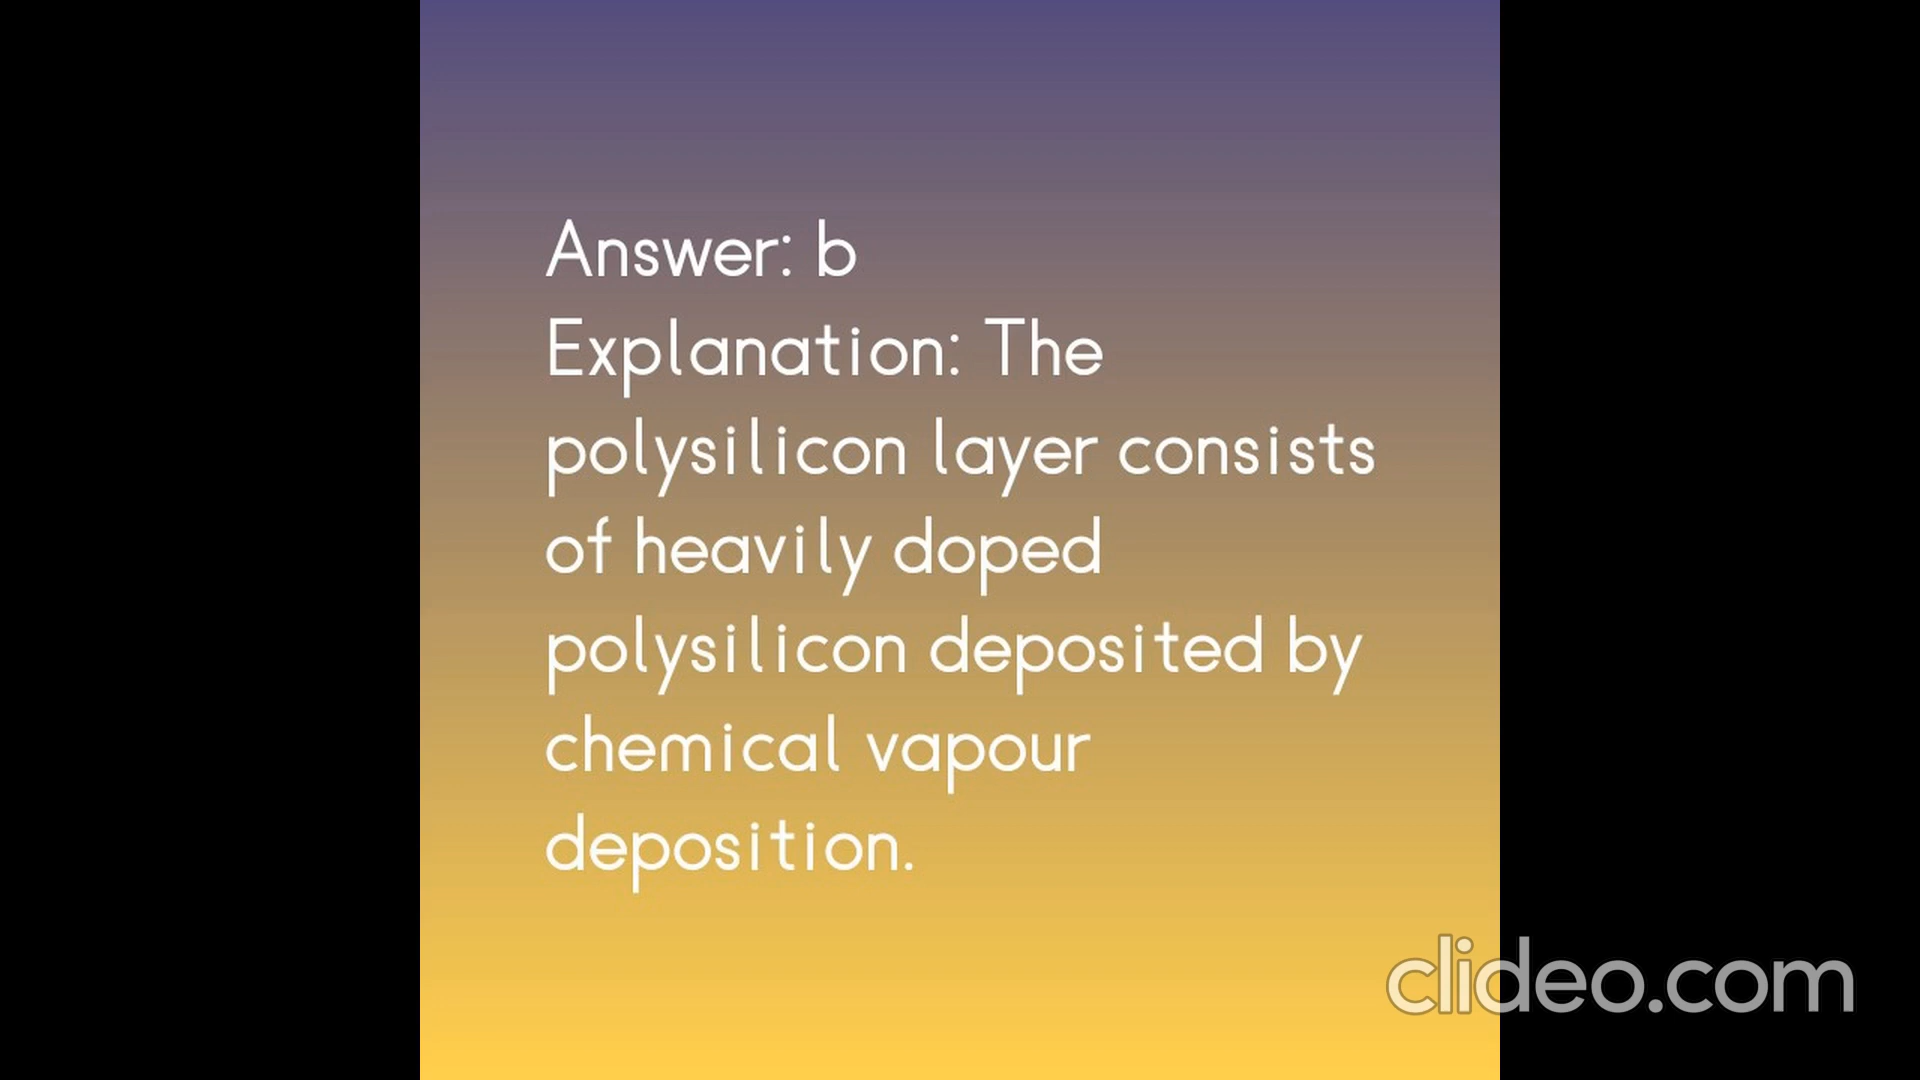 Answer: b
Explanation: The
polysilicon layer consists
of heavily doped
polysilicon deposited by
chemical vapour
deposition.
clideo.com